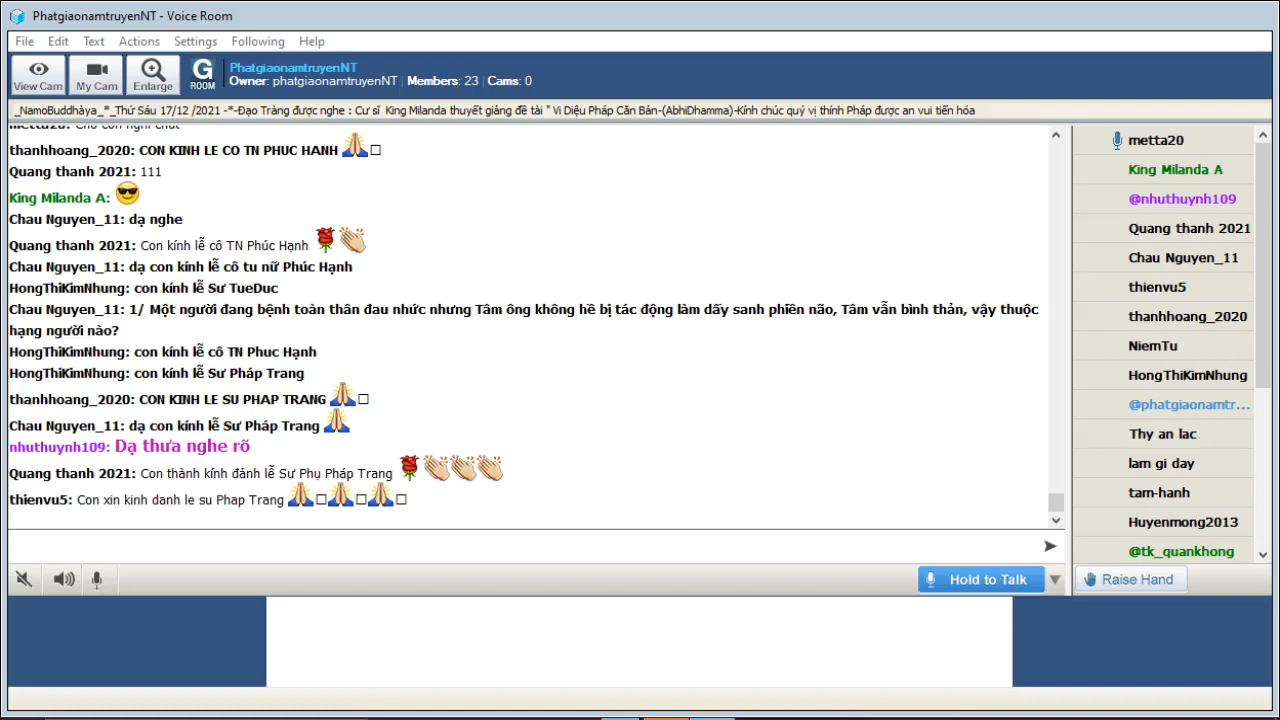 PhatgiaonamtruyenNT - Voice Room
File Edit Text Actions Settings Following Help
View Cam My Cam Enlarge G ROOM
PhatgiaonamtruyenNT
Owner: phatgiaonamtruyenNT Members: 23 Cams: 0
_NamoBuddhàya_*_Thứ Sáu 17/12 /2021 -*-Đạo Tràng được nghe : Cư sĩ King Milanda thuyết giảng đề tài " Vi Diệu Pháp Căn Bản-(AbhiDhamma)-Kính chúc quý vị thính Pháp được an vui tiến hóa
thanhhoang_2020: CON KINH LE CO TN PHUC HANH
Quang thanh 2021: 111
King Milanda A:
Chau Nguyen_11: dạ nghe
Quang thanh 2021: Con kính lễ cô TN Phúc Hạnh
Chau Nguyen_11: dạ con kính lễ cô tu nữ Phúc Hạnh
HongThiKimNhung: con kính lễ Sư TueDuc
Chau Nguyen_11: 1/ Một người đang bệnh toàn thân đau nhức nhưng Tâm ông không hề bị tác động làm dấy sanh phiền não, Tâm vẫn bình thản, vậy thuộc
hạng người nào?
HongThiKimNhung: con kính lễ cô TN Phuc Hạnh
HongThiKimNhung: con kính lễ Sư Pháp Trang
thanhhoang_2020: CON KINH LE SU PHAP TRANG
Chau Nguyen_11: dạ con kính lễ Sư Pháp Trang
nhuthuynh109: Dạ thưa nghe rõ
Quang thanh 2021: Con thành kính đảnh lễ Sư Phụ Pháp Trang
thienvu5: Con xin kinh danh le su Phap Trang
Hold to Talk
metta20
King Milanda A
@nhuthuynh109
Quang thanh 2021
Chau Nguyen_11
thienvu5
thanhhoang_2020
NiemTu
HongThiKimNhung
@phatgiaonamtr...
Thy an lac
lam gi day
tam-hanh
Huyenmong2013
@tk_quankhong
Raise Hand